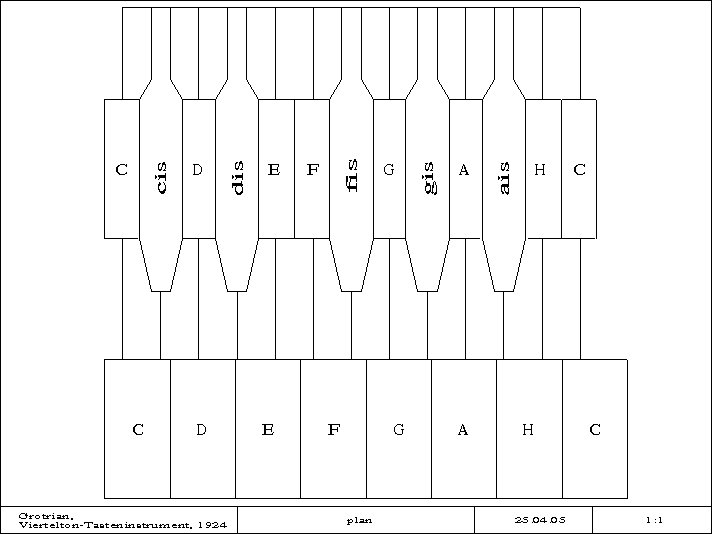 C cis D dis E F fis G gis A ais H C
C D E F G A H C
Grotrian,
Viertelton-Tasteninstrument, 1924 plan 25.04.05 1:1